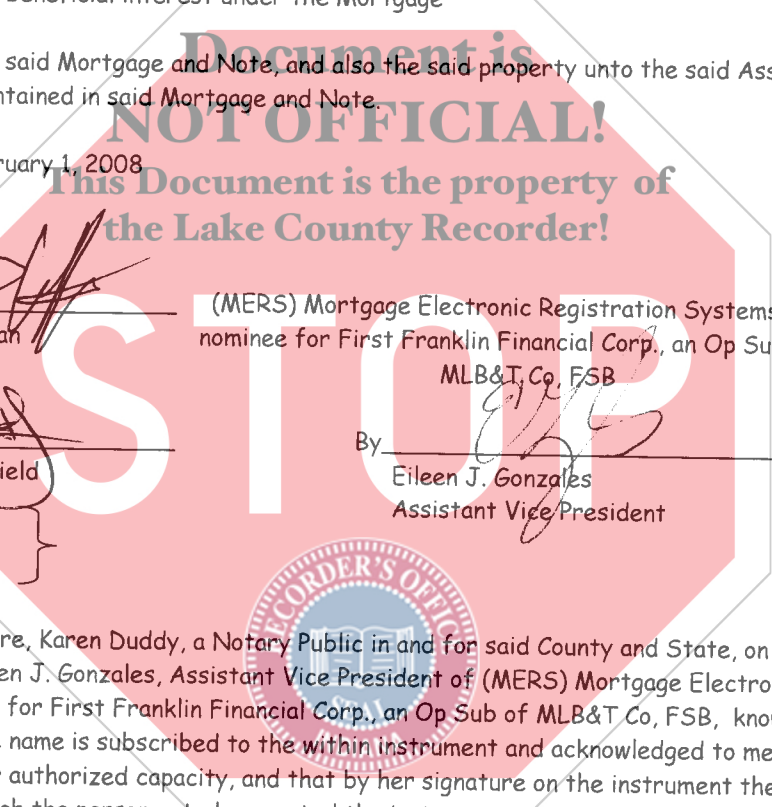 beneficial interest under the Mortgage
Document is
said Mortgage and Note, and also the said property unto the said Ass
ntained in said Mortgage and Note.
NOT OFFICIAL!
ruary 1, 2008
This Document is the property of
the Lake County Recorder!
STOP
(MERS) Mortgage Electronic Registration Systems
an
nominee for First Franklin Financial Corp., an Op Su
MLB&T Co, FSB
By
ield
Eileen J. Gonzales
Assistant Vice President
RECORDER'S OFFICE
SEAL
re, Karen Duddy, a Notary Public in and for said County and State, on
en J. Gonzales, Assistant Vice President of (MERS) Mortgage Electro
for First Franklin Financial Corp., an Op Sub of MLB&T Co, FSB, know
name is subscribed to the within instrument and acknowledged to me
authorized capacity, and that by her signature on the instrument the